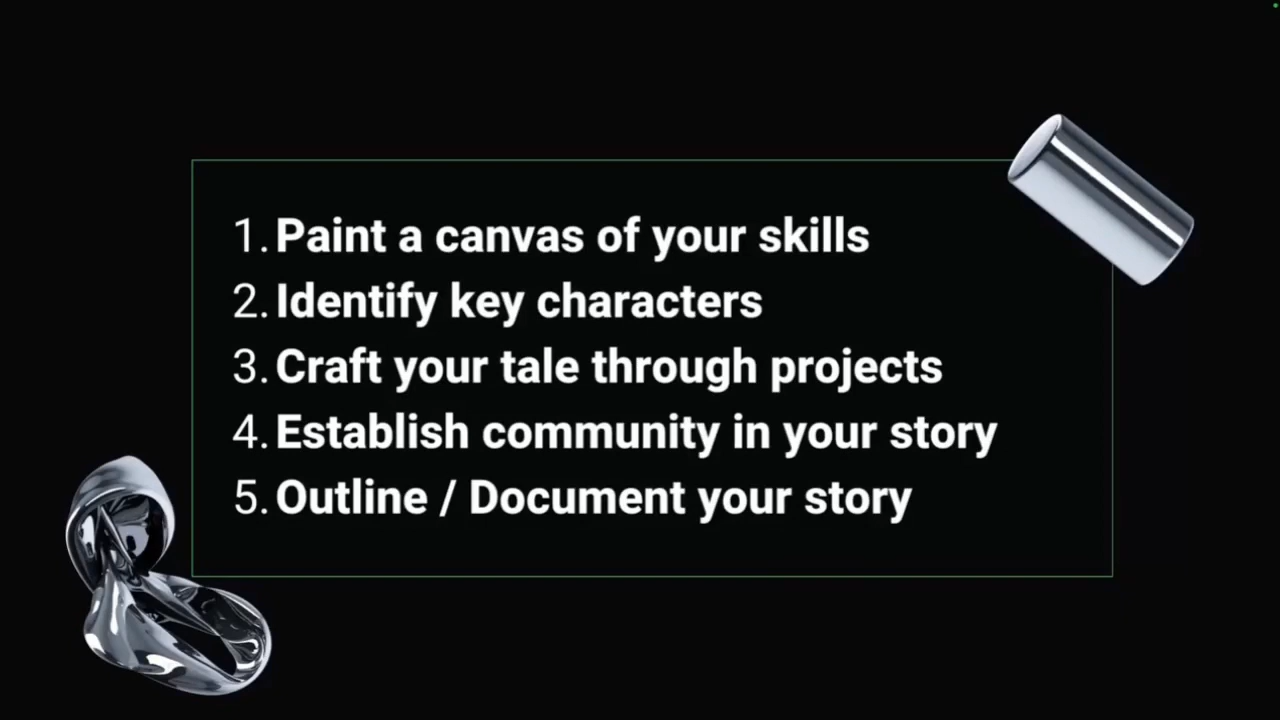 1. Paint a canvas of your skills
2. Identify key characters
3. Craft your tale through projects
4. Establish community in your story
5. Outline / Document your story